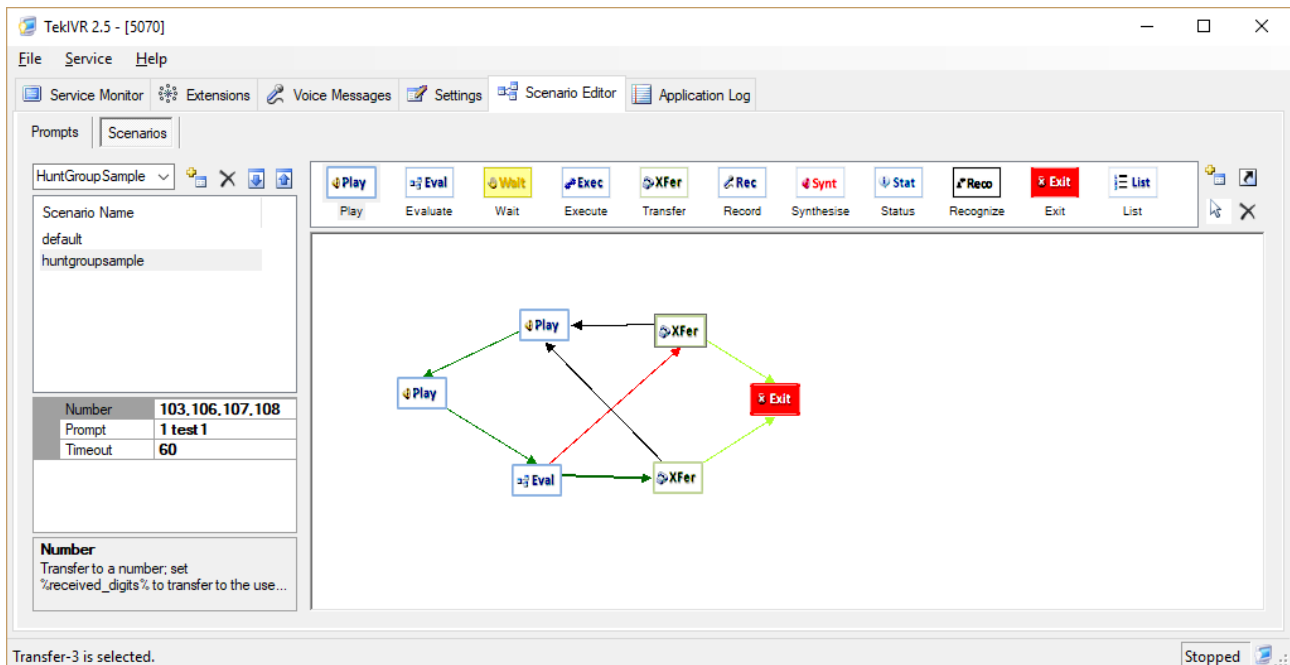 TekIVR 2.5 - [5070]
File Service Help
Service Monitor Extensions Voice Messages Settings Scenario Editor Application Log
Prompts Scenarios
HuntGroupSample
Play Eval Wait Exec XFer Rec Synt Stat Reco Exit List
Play Evaluate Wait Execute Transfer Record Synthesise Status Recognize Exit List
Scenario Name
default
huntgroupsample
Play XFer
Play Exit
Eval XFer
Number 103,106,107,108
Prompt 1 test1
Timeout 60
Number
Transfer to a number; set
%received_digits% to transfer to the use...
Transfer-3 is selected. Stopped